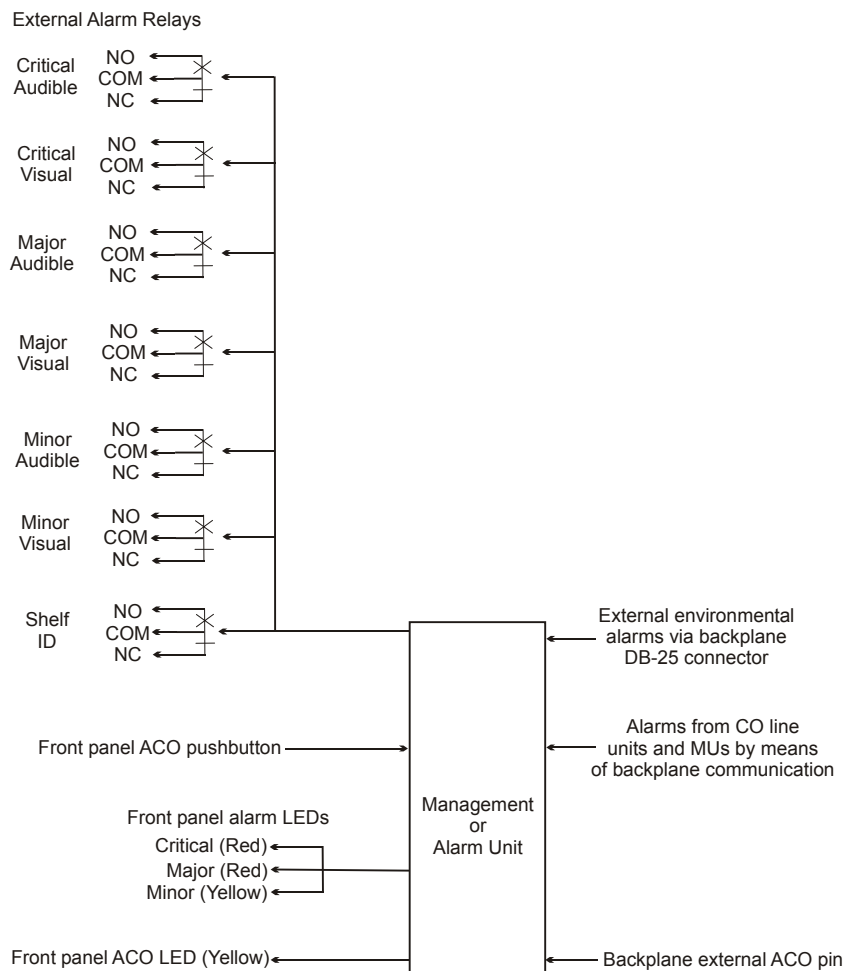 External Alarm Relays
Critical
Audible
NO
COM
NC
Critical
Visual
NO
COM
NC
Major
Audible
NO
COM
NC
Major
Visual
NO
COM
NC
Minor
Audible
NO
COM
NC
Minor
Visual
NO
COM
NC
Shelf
ID
NO
COM
NC
External environmental
alarms via backplane
DB-25 connector
Front panel ACO pushbutton
Alarms from CO line
units and MUs by means
of backplane communication
Management
or
Alarm Unit
Front panel alarm LEDs
Critical (Red)
Major (Red)
Minor (Yellow)
Front panel ACO LED (Yellow)
Backplane external ACO pin